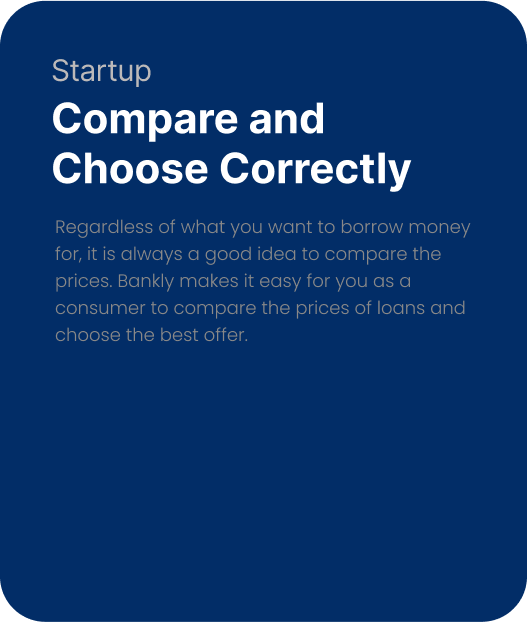 Startup
Compare and
Choose Correctly
Regardless of what you want to borrow money
for, it is always a good idea to compare the
prices. Bankly makes it easy for you as a
consumer to compare the prices of loans and
choose the best offer.